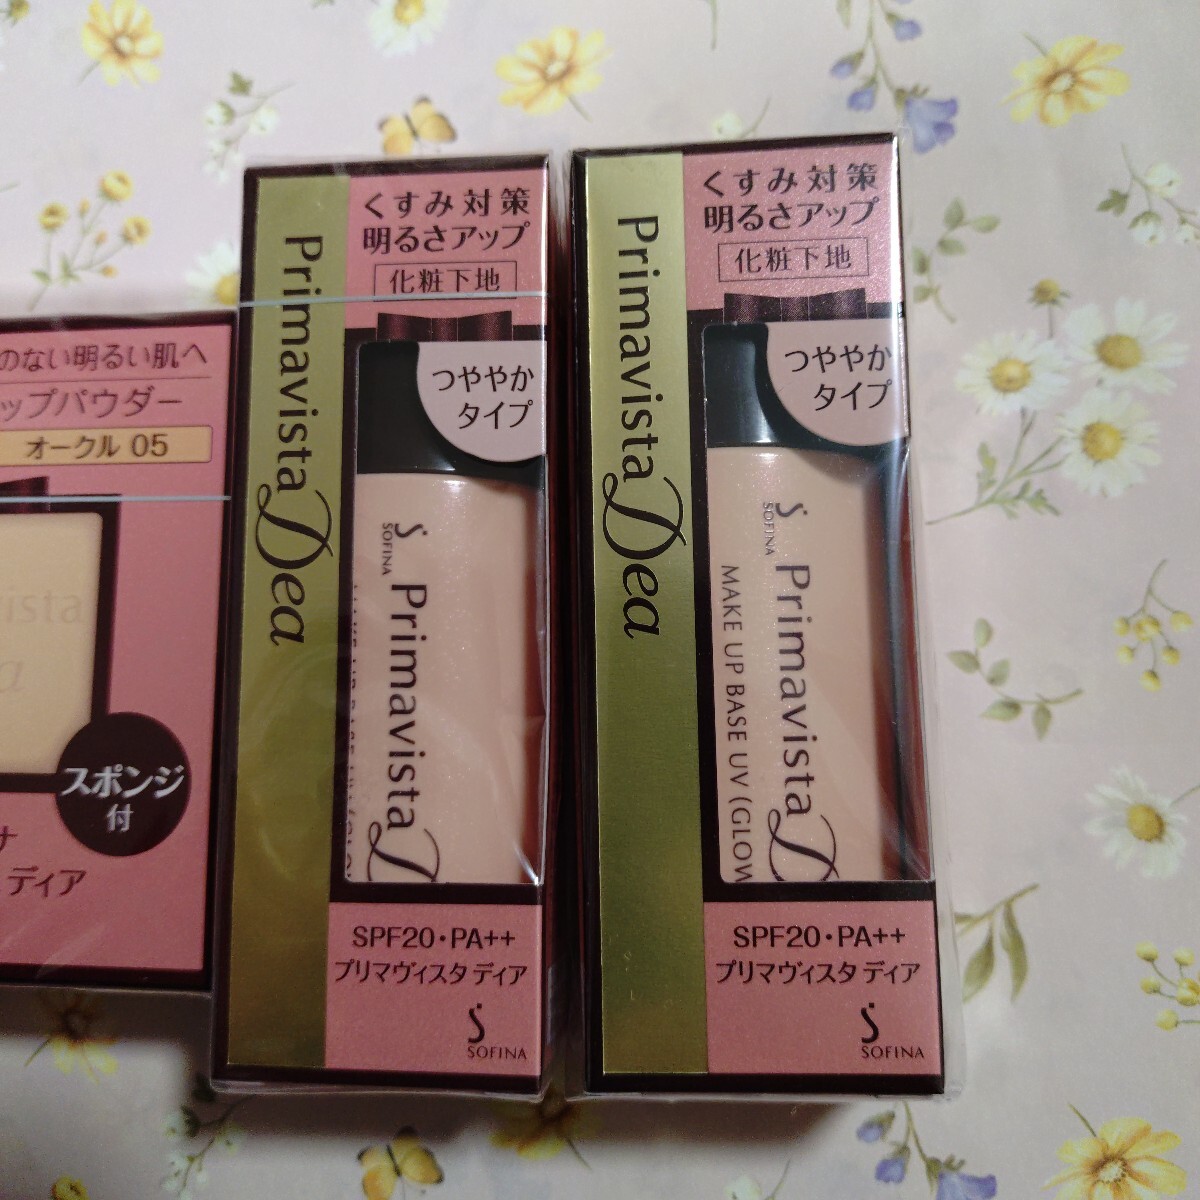 のない明るい肌へ
ップパウダー
オークル 05
vista
a
スポンジ
付
ナ
ディア
くすみ対策
明るさアップ
化粧下地
つややか
タイプ
Primavista
Dea
SOFINA
Primavista
D
SPF20・PA++
プリマヴィスタ ディア
SOFINA
くすみ対策
明るさアップ
化粧下地
つややか
タイプ
Primavista
Dea
SOFINA
Primavista
D
MAKE UP BASE UV (GLOW
SPF20・PA++
プリマヴィスタ ディア
SOFINA